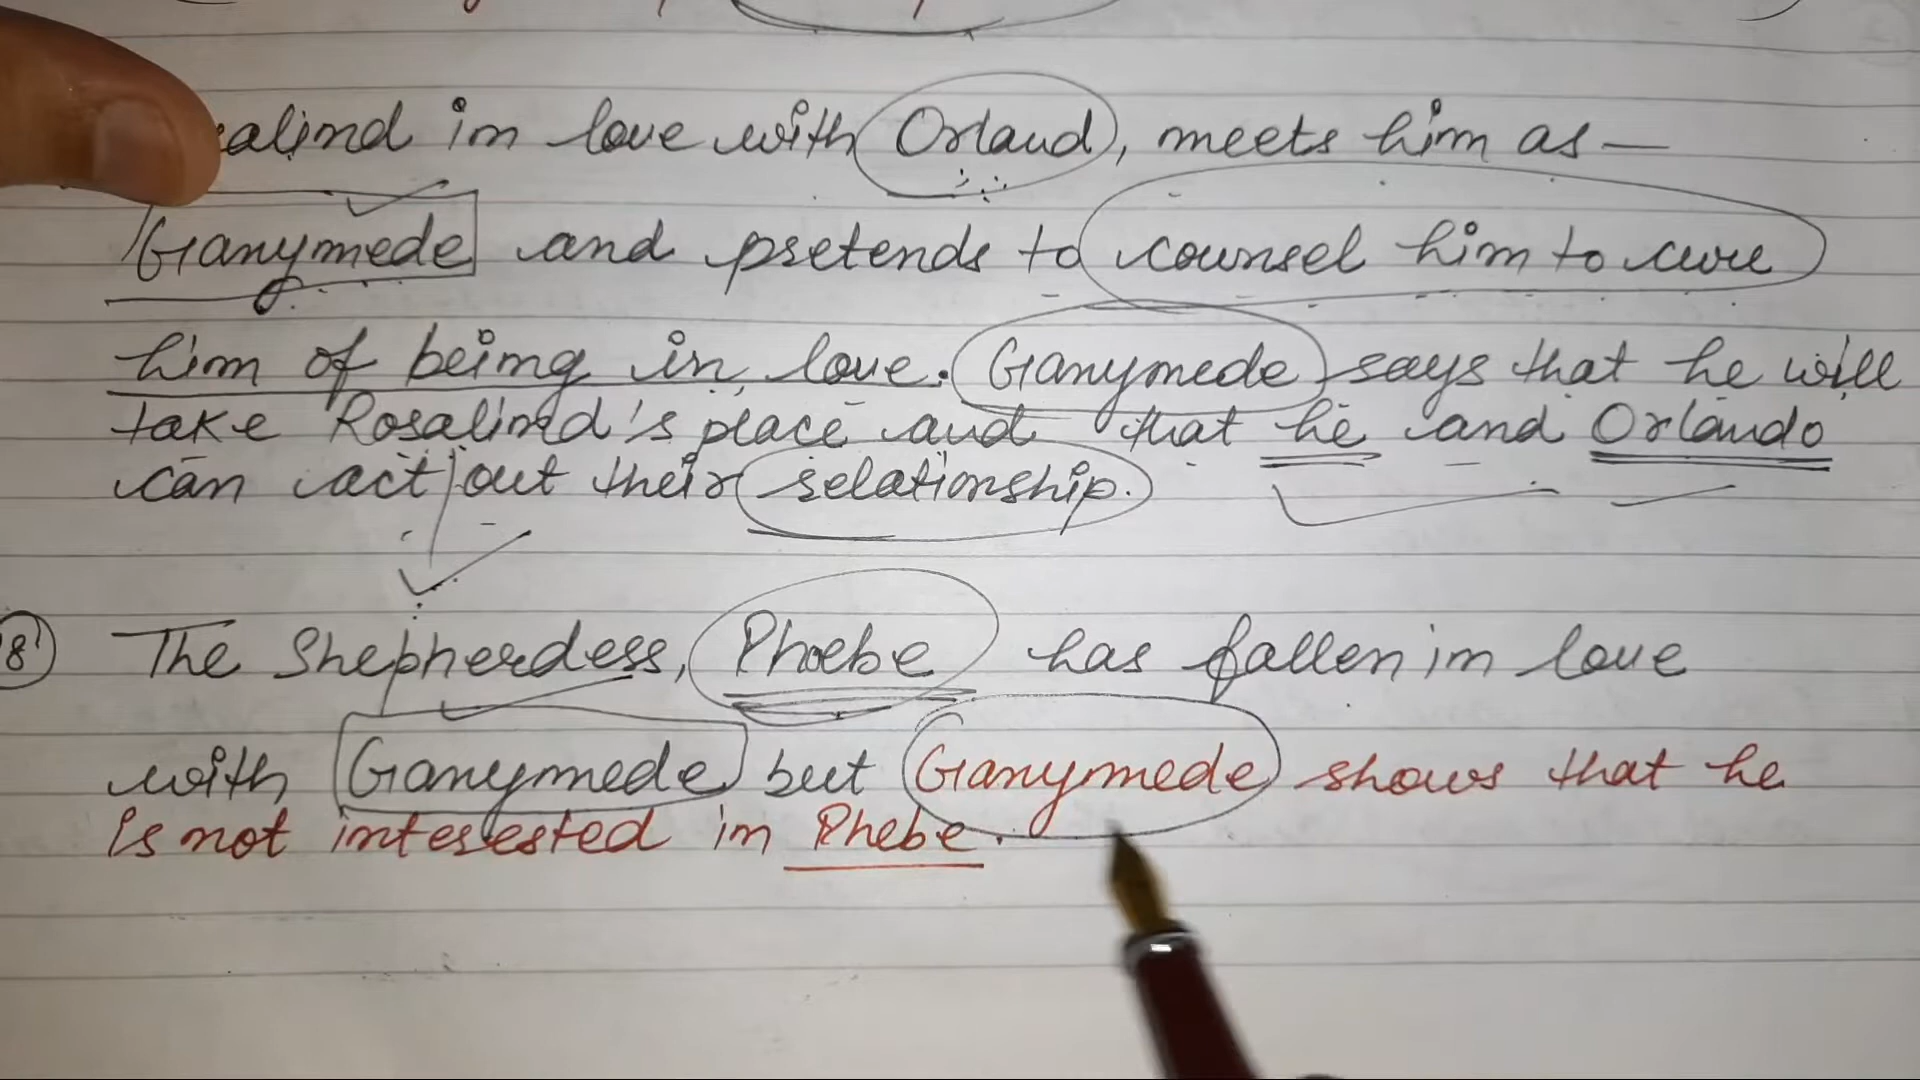 alind in love with Orland, meets him as —
Ganymede and pretends to counsel him to cure
him of being in love. Ganymede says that he will
take Rosalind's place and that he and Orlando
can act out their relationship.
8 The Shepherdess, Phoebe has fallen in love
with Ganymede but Ganymede shows that he
is not interested in Phebe.